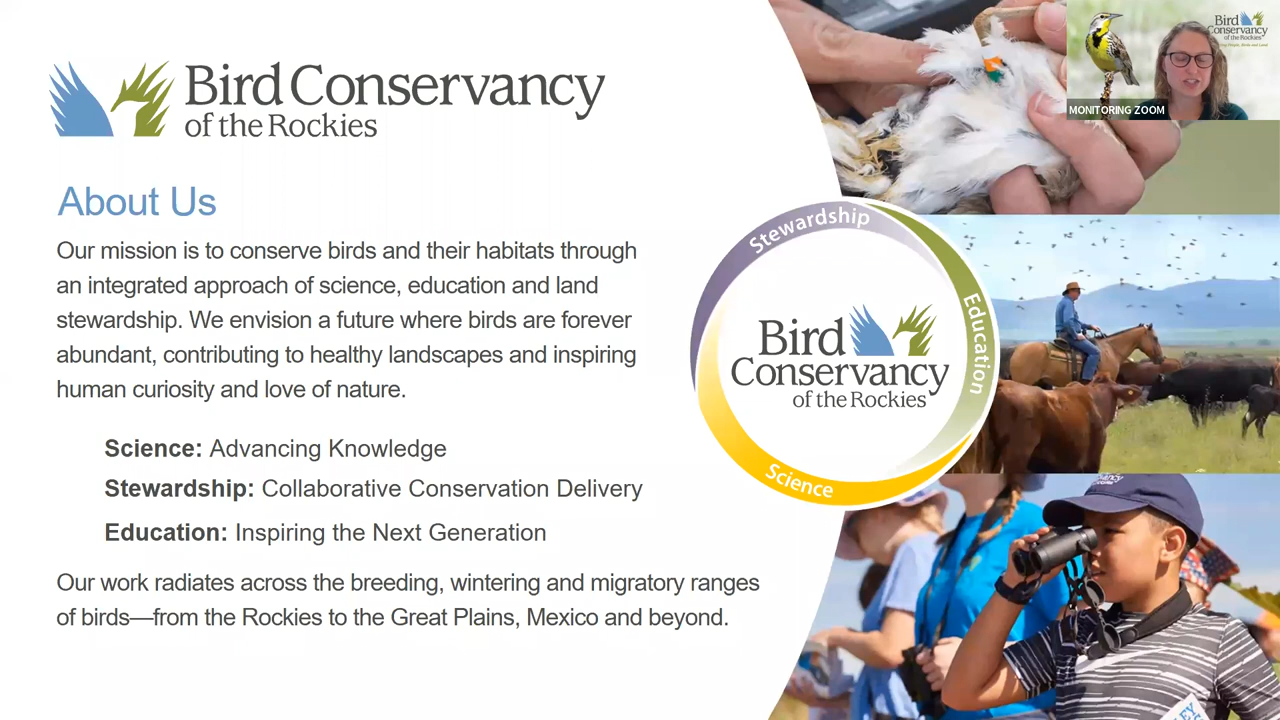 Bird Conservancy
of the Rockies
About Us
Our mission is to conserve birds and their habitats through
an integrated approach of science, education and land
stewardship. We envision a future where birds are forever
abundant, contributing to healthy landscapes and inspiring
human curiosity and love of nature.
Science: Advancing Knowledge
Stewardship: Collaborative Conservation Delivery
Education: Inspiring the Next Generation
Our work radiates across the breeding, wintering and migratory ranges
of birds—from the Rockies to the Great Plains, Mexico and beyond.
Stewardship
Education
Science
Bird
Conservancy
of the Rockies
Bird
Conservancy
of the Rockies
MONITORING ZOOM